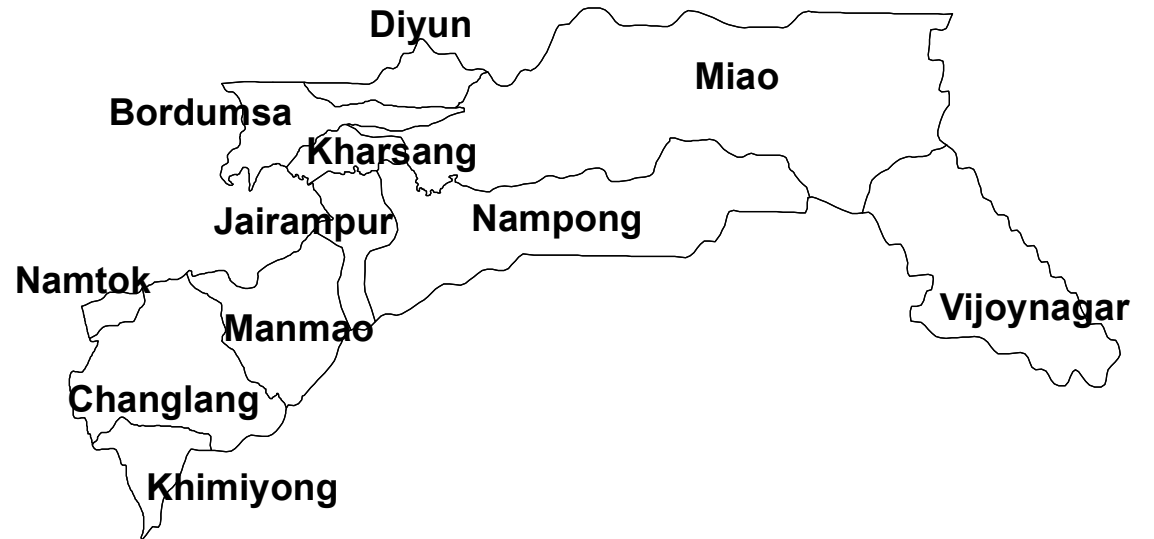 Diyun
Miao
Bordumsa
Kharsang
Jairampur
Nampong
Namtok
Vijoynagar
Manmao
Changlang
Khimiyong